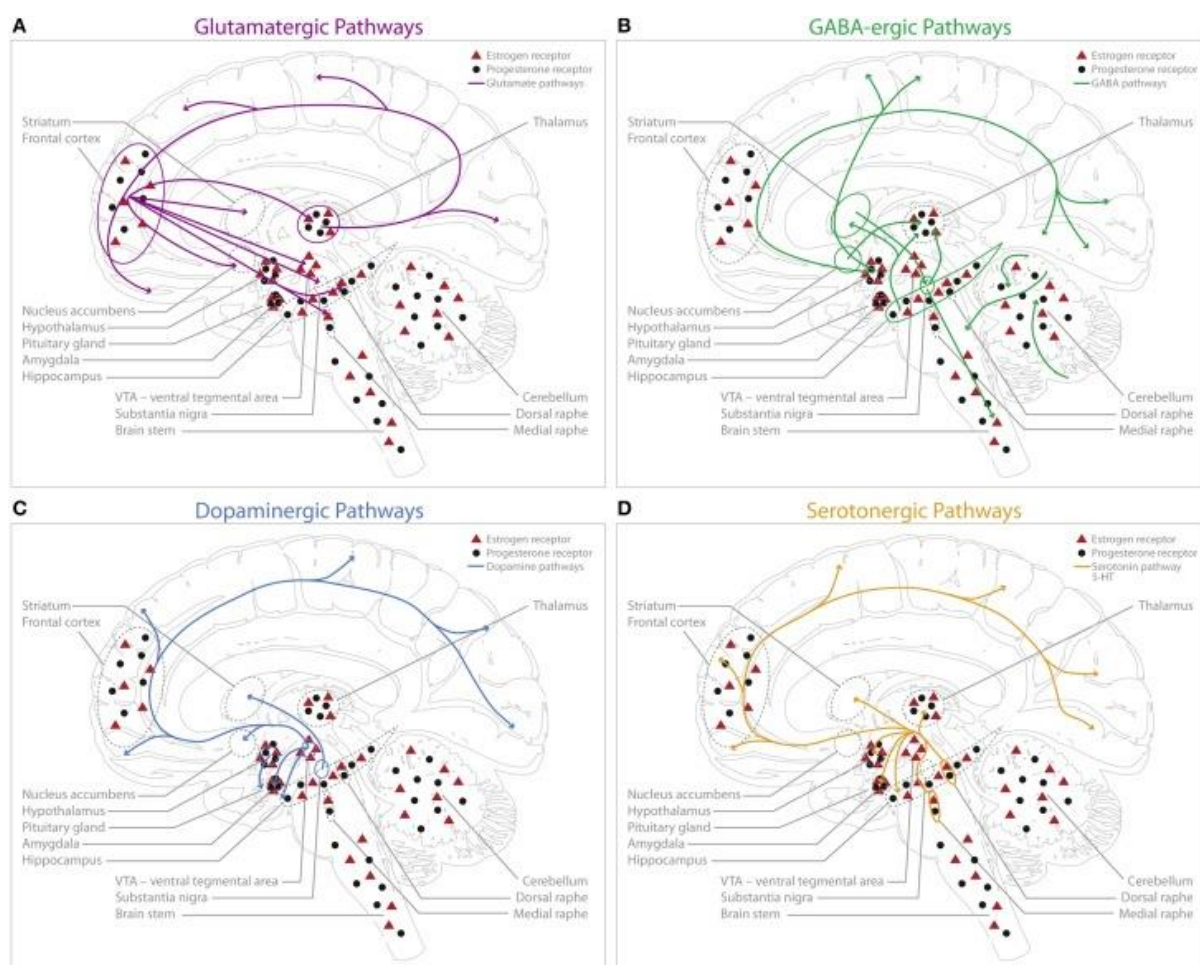 A
Glutamatergic Pathways
Estrogen receptor
Progesterone receptor
Glutamate pathways
Striatum
Frontal cortex
Thalamus
Nucleus accumbens
Hypothalamus
Pituitary gland
Amygdala
Hippocampus
VTA – ventral tegmental area
Substantia nigra
Brain stem
Cerebellum
Dorsal raphe
Medial raphe
B
GABA-ergic Pathways
Estrogen receptor
Progesterone receptor
GABA pathways
Striatum
Frontal cortex
Thalamus
Nucleus accumbens
Hypothalamus
Pituitary gland
Amygdala
Hippocampus
VTA – ventral tegmental area
Substantia nigra
Brain stem
Cerebellum
Dorsal raphe
Medial raphe
C
Dopaminergic Pathways
Estrogen receptor
Progesterone receptor
Dopamine pathways
Striatum
Frontal cortex
Thalamus
Nucleus accumbens
Hypothalamus
Pituitary gland
Amygdala
Hippocampus
VTA – ventral tegmental area
Substantia nigra
Brain stem
Cerebellum
Dorsal raphe
Medial raphe
D
Serotonergic Pathways
Estrogen receptor
Progesterone receptor
Serotonin pathway
5-HT
Striatum
Frontal cortex
Thalamus
Nucleus accumbens
Hypothalamus
Pituitary gland
Amygdala
Hippocampus
VTA – ventral tegmental area
Substantia nigra
Brain stem
Cerebellum
Dorsal raphe
Medial raphe